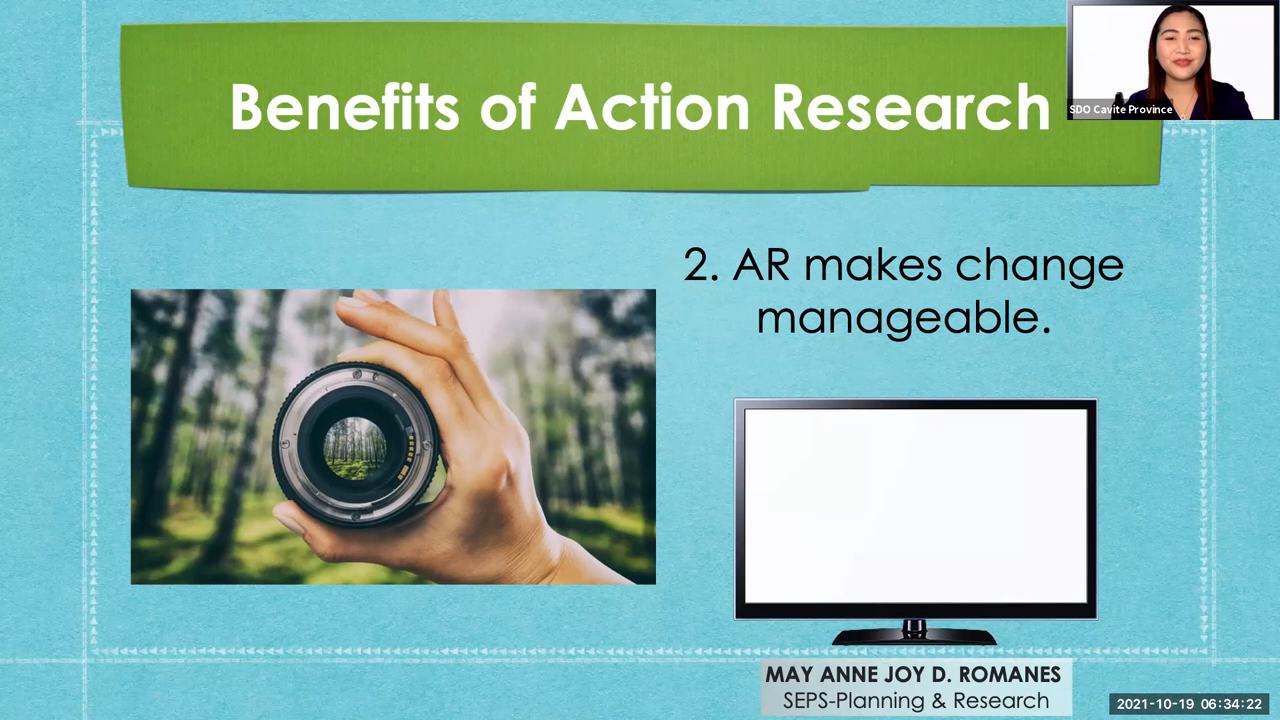 Benefits of Action Research
SDO Cavite Province
2. AR makes change
manageable.
MAY ANNE JOY D. ROMANES
SEPS-Planning & Research
2021-10-19 06:34:22